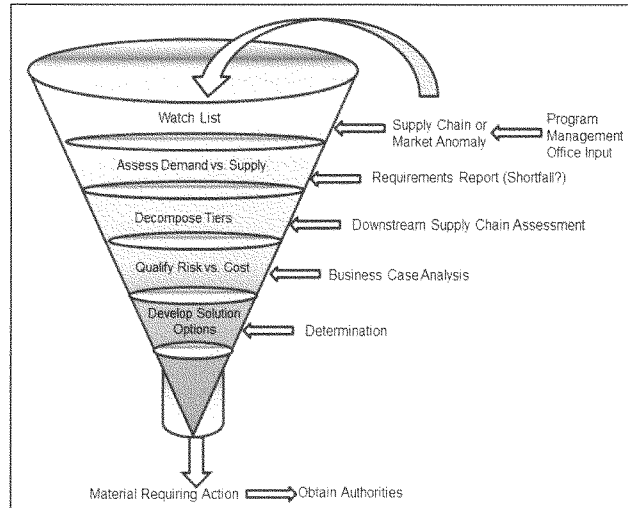 Watch List
Supply Chain or
Market Anomaly
Program
Management
Office Input
Assess Demand vs. Supply
Requirements Report (Shortfall?)
Decompose Tiers
Downstream Supply Chain Assessment
Qualify Risk vs. Cost
Business Case Analysis
Develop Solution
Options
Determination
Material Requiring Action
Obtain Authorities